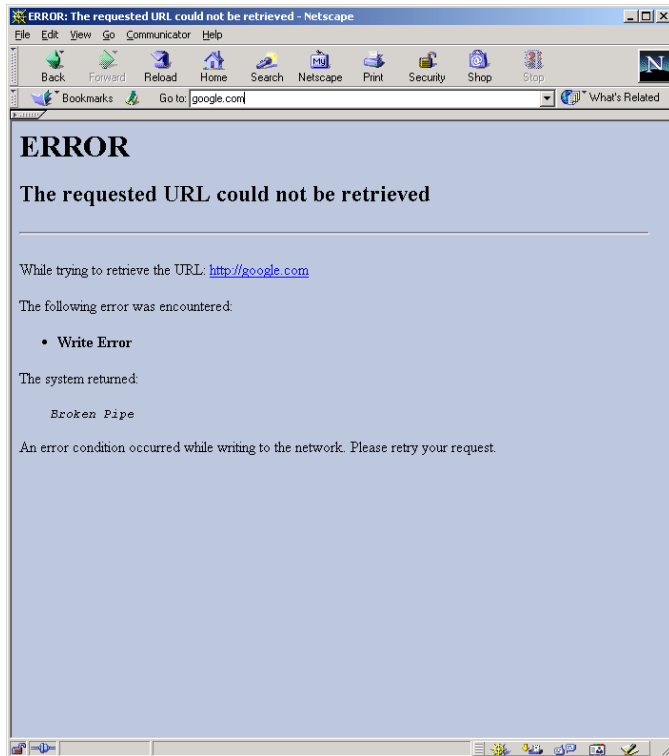 ERROR: The requested URL could not be retrieved - Netscape
File Edit View Go Communicator Help
My
Back Forward Reload Home Search Netscape Print Security Shop Stop
N
Bookmarks Go to: google.com What's Related
ERROR
The requested URL could not be retrieved
While trying to retrieve the URL: http://google.com
The following error was encountered:
• Write Error
The system returned:
Broken Pipe
An error condition occurred while writing to the network. Please retry your request.